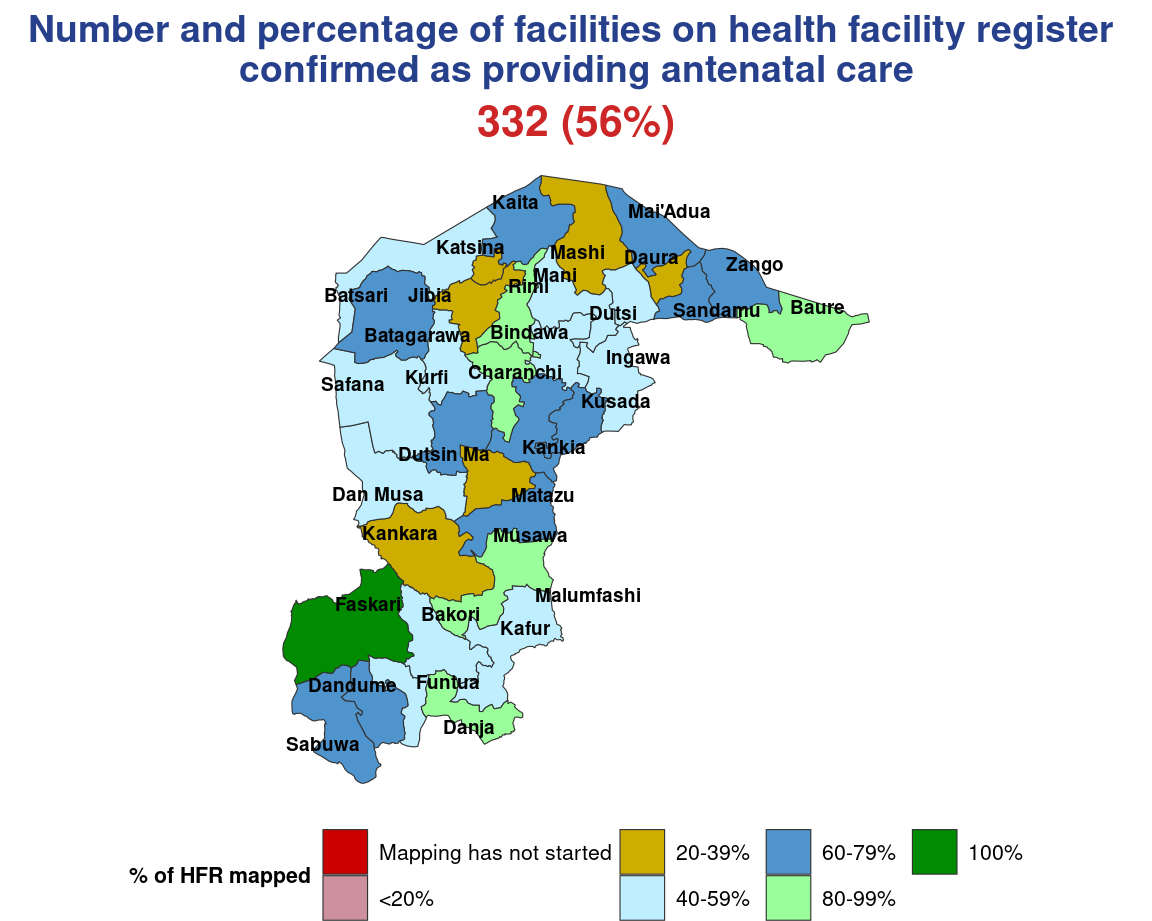 Number and percentage of facilities on health facility register
confirmed as providing antenatal care
332 (56%)
Kaita
Mai'Adua
Katsina
Mashi
Daura
Zango
Mani
Rimi
Batsari
Jibia
Dutsi
Sandamu
Baure
Batagarawa
Bindawa
Ingawa
Safana
Kurfi
Charanchi
Kusada
Dutsin Ma
Kankia
Dan Musa
Matazu
Kankara
Musawa
Malumfashi
Faskari
Bakori
Kafur
Dandume
Funtua
Danja
Sabuwa
% of HFR mapped
Mapping has not started
<20%
20-39%
40-59%
60-79%
80-99%
100%